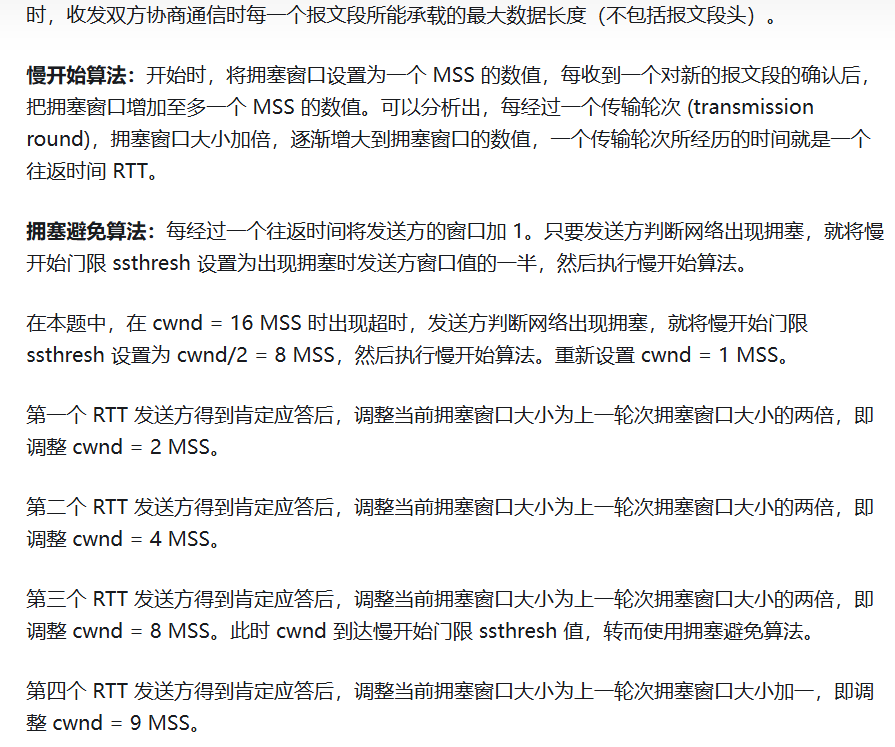 时，收发双方协商通信时每一个报文段所能承载的最大数据长度（不包括报文段头）。
慢开始算法：开始时，将拥塞窗口设置为一个 MSS 的数值，每收到一个对新的报文段的确认后，
把拥塞窗口增加至多一个 MSS 的数值。可以分析出，每经过一个传输轮次 (transmission
round)，拥塞窗口大小加倍，逐渐增大到拥塞窗口的数值，一个传输轮次所经历的时间就是一个
往返时间 RTT。
拥塞避免算法：每经过一个往返时间将发送方的窗口加 1。只要发送方判断网络出现拥塞，就将慢
开始门限 ssthresh 设置为出现拥塞时发送方窗口值的一半，然后执行慢开始算法。
在本题中，在 cwnd = 16 MSS 时出现超时，发送方判断网络出现拥塞，就将慢开始门限
ssthresh 设置为 cwnd/2 = 8 MSS，然后执行慢开始算法。重新设置 cwnd = 1 MSS。
第一个 RTT 发送方得到肯定应答后，调整当前拥塞窗口大小为上一轮次拥塞窗口大小的两倍，即
调整 cwnd = 2 MSS。
第二个 RTT 发送方得到肯定应答后，调整当前拥塞窗口大小为上一轮次拥塞窗口大小的两倍，即
调整 cwnd = 4 MSS。
第三个 RTT 发送方得到肯定应答后，调整当前拥塞窗口大小为上一轮次拥塞窗口大小的两倍，即
调整 cwnd = 8 MSS。此时 cwnd 到达慢开始门限 ssthresh 值，转而使用拥塞避免算法。
第四个 RTT 发送方得到肯定应答后，调整当前拥塞窗口大小为上一轮次拥塞窗口大小加一，即调
整 cwnd = 9 MSS。